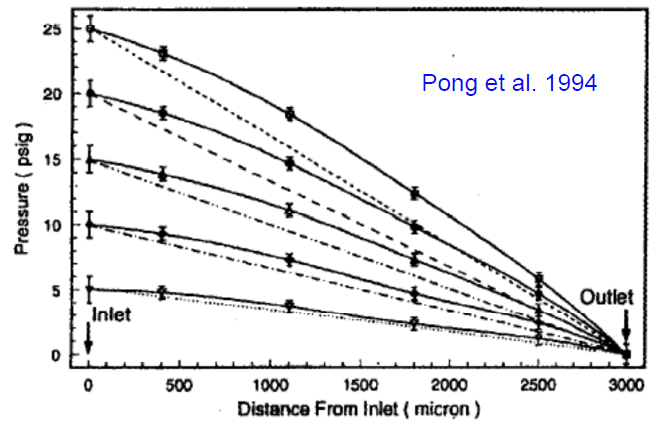 25
20
15
10
5
0
Pressure ( psig )
Pong et al. 1994
Inlet
Outlet
0 500 1000 1500 2000 2500 3000
Distance From Inlet ( micron )